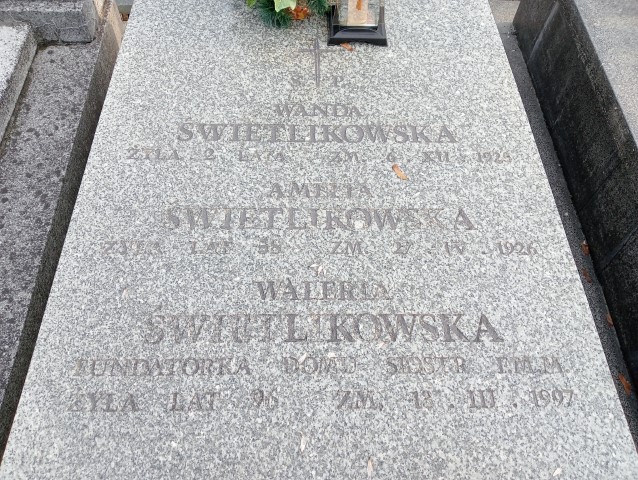 Ś P.
WANDA
ŚWIETLIKOWSKA
ŻYŁA 2 LATA ZM. 6. XII. 1925
AMELIA
ŚWIETLIKOWSKA
ŻYŁA LAT 38 ZM. 27. IV. 1926
WALERIA
ŚWIETLIKOWSKA
FUNDATORKA DOMU SIÓSTR F.M.M.
ŻYŁA LAT 96 ZM. 12. III. 1997